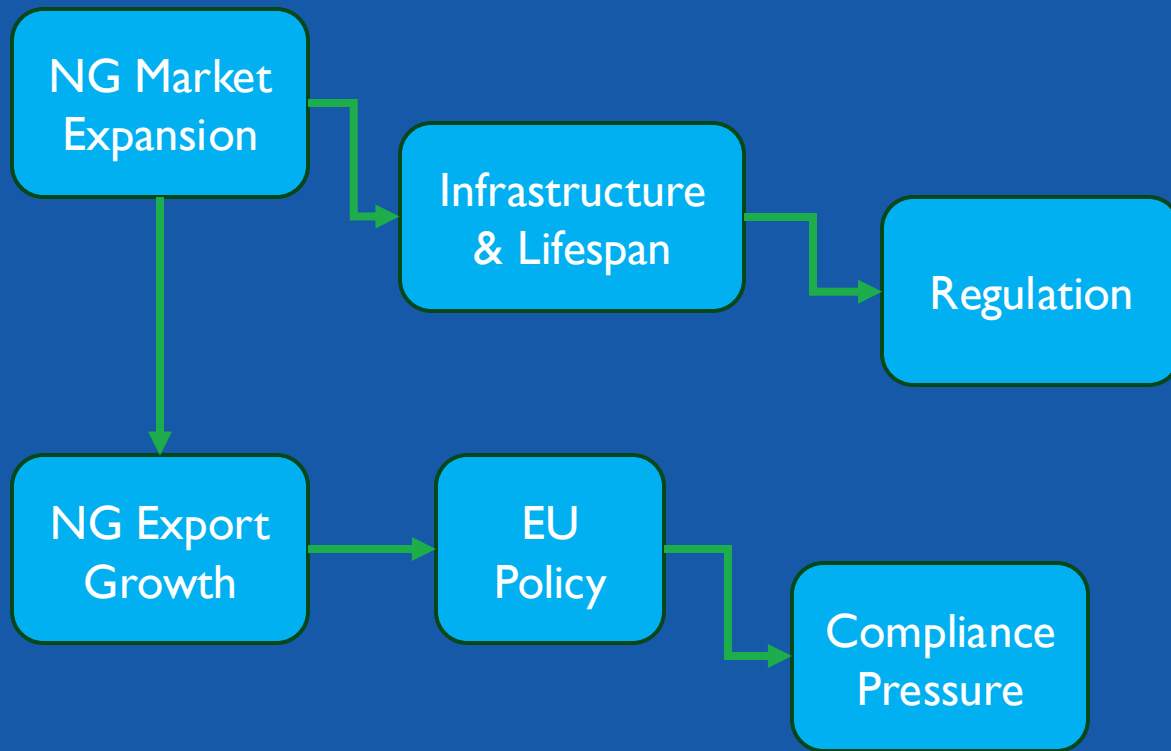 NG Market
Expansion
Infrastructure
& Lifespan
Regulation
NG Export
Growth
EU
Policy
Compliance
Pressure